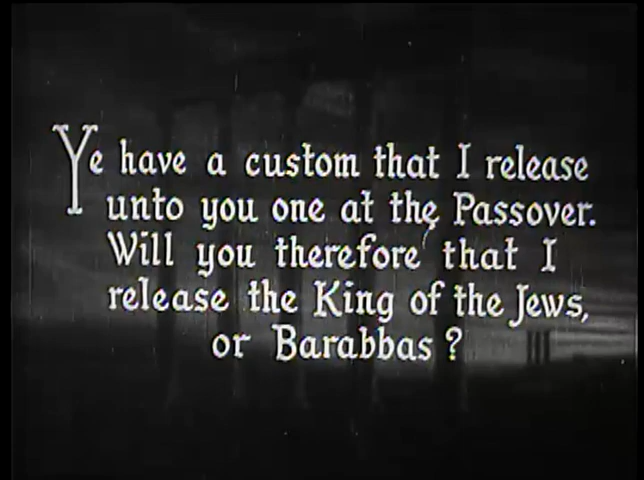 Ye have a custom that I release
unto you one at the Passover.
Will you therefore that I
release the King of the Jews,
or Barabbas ?